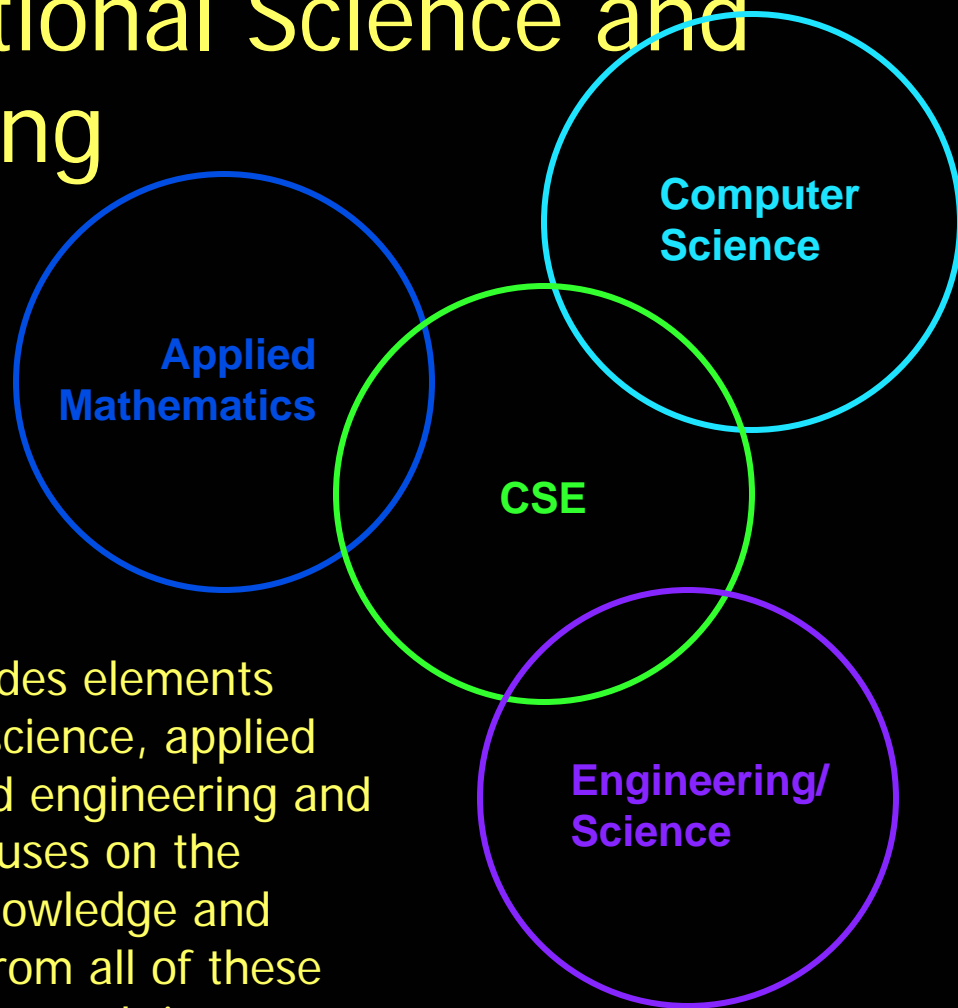 tional Science and
ng
Computer
Science
Applied
Mathematics
CSE
des elements
science, applied
d engineering and
uses on the
owledge and
rom all of these
Engineering/
Science